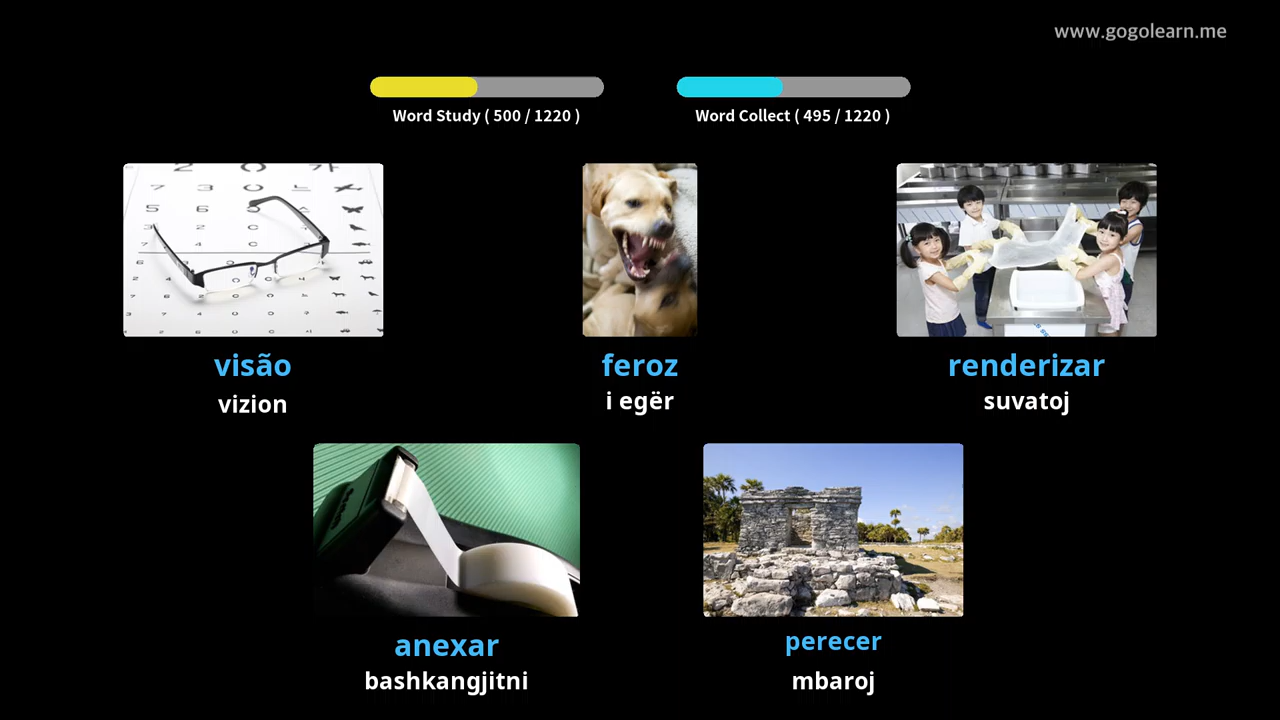 www.gogolearn.me
Word Study ( 500 / 1220 )
Word Collect ( 495 / 1220 )
visão
vizion
feroz
i egër
renderizar
suvatoj
anexar
bashkangjitni
perecer
mbaroj